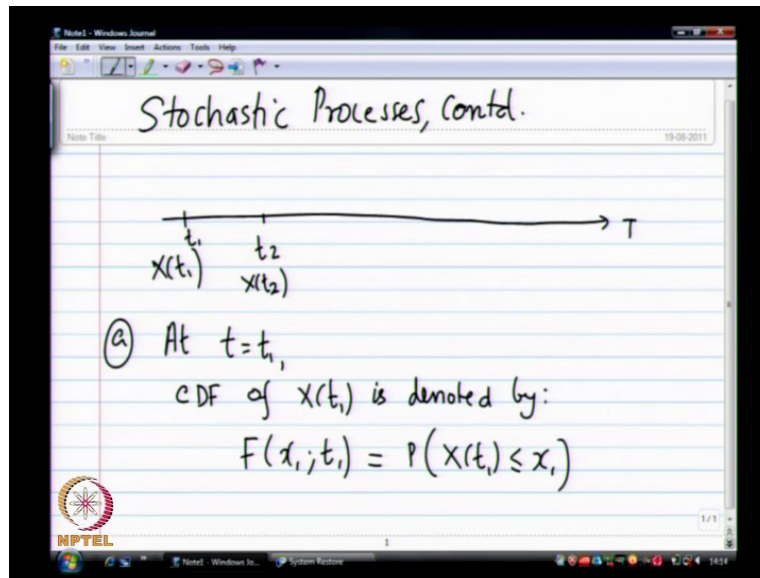 Note1 - Windows Journal
File Edit View Insert Actions Tools Help
Stochastic Processes, Contd.
Note Title
19-08-2011
t₁ t₂ T
X(t₁) X(t₂)
(a) At t=t₁,
CDF of X(t₁) is denoted by:
F(x₁; t₁) = P(X(t₁) ≤ x₁)
1/1
NPTEL
1
Note1 - Windows Jo... System Restore 14:14